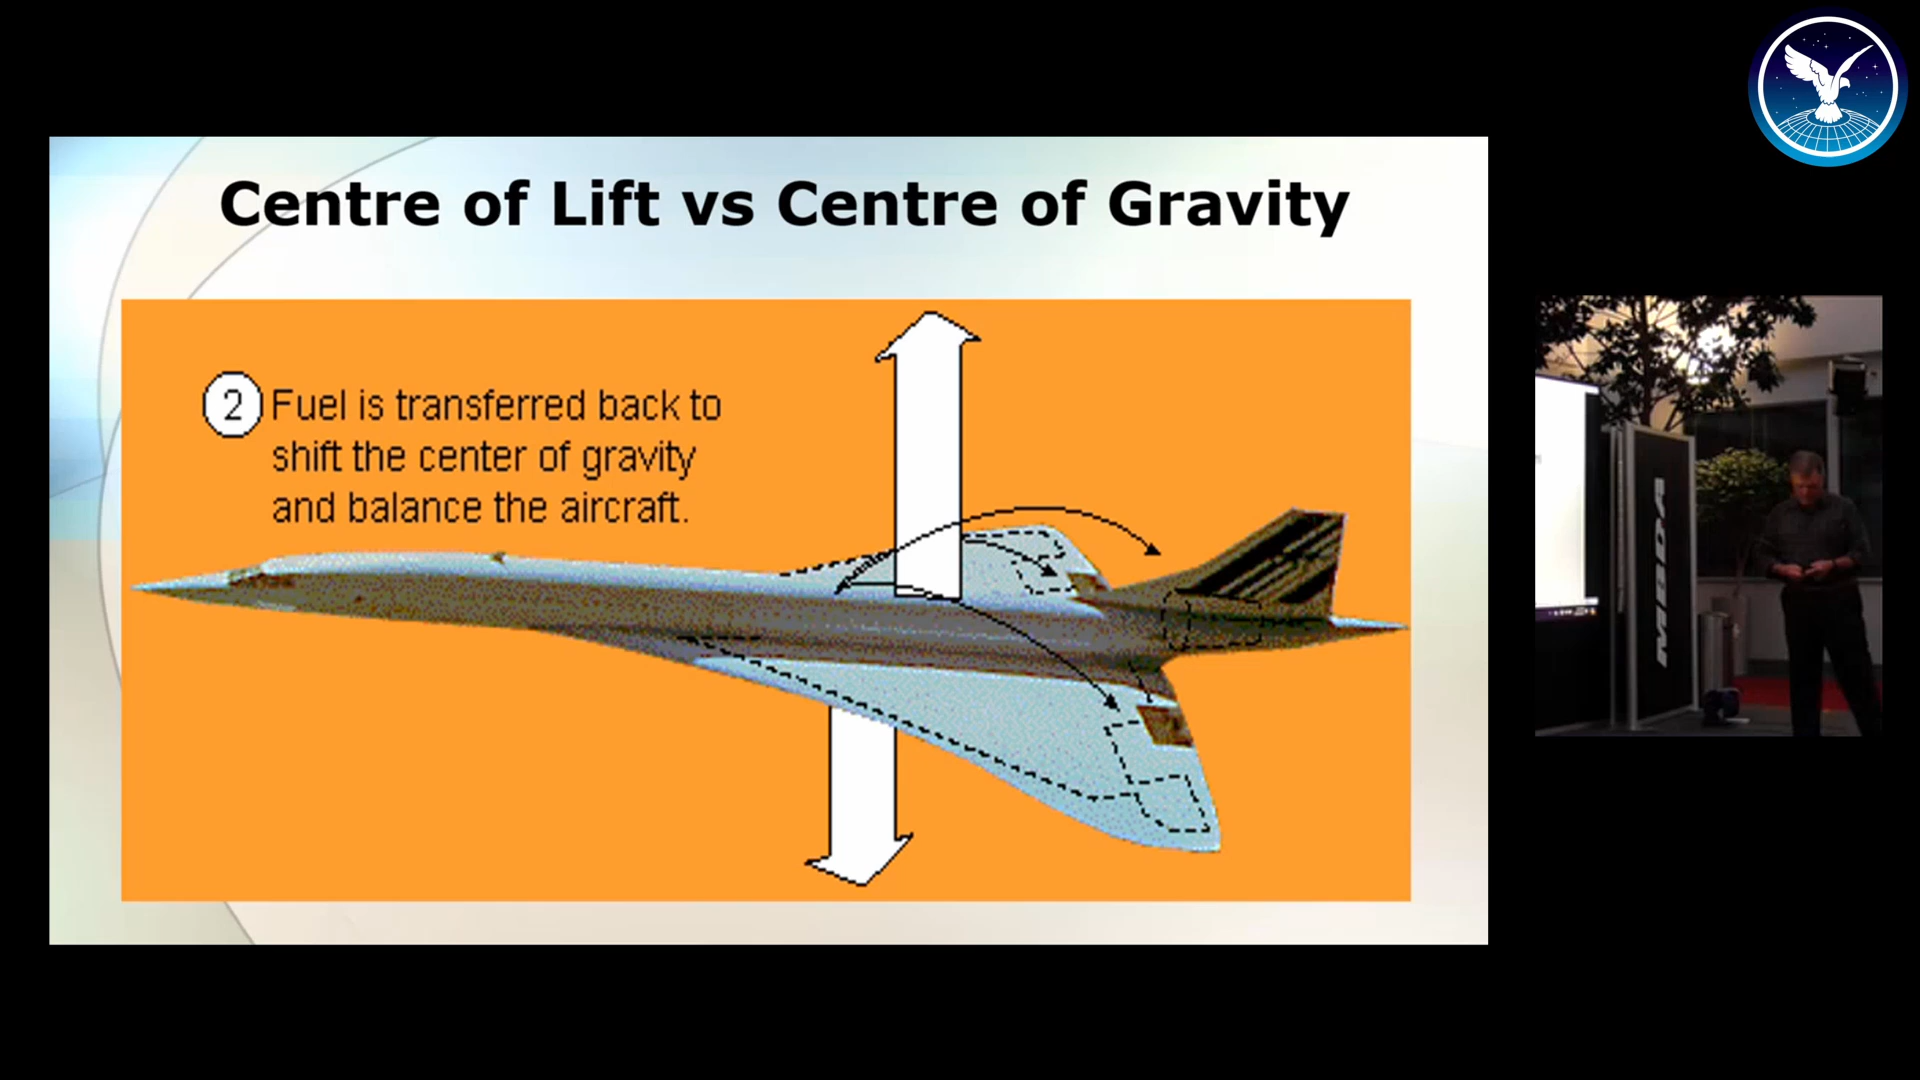 Centre of Lift vs Centre of Gravity
2 Fuel is transferred back to
shift the center of gravity
and balance the aircraft.
MBDA